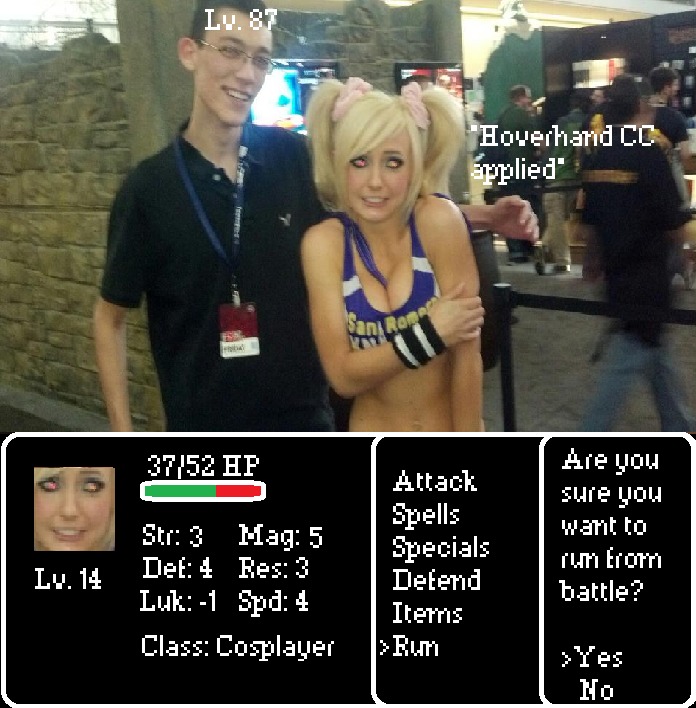 Lv. 87
"Hoverhand CC
applied"
San Romero
37/52 HP
Lv. 14
Str: 3 Mag: 5
Def: 4 Res: 3
Luk: -1 Spd: 4
Class: Cosplayer
Attack
Spells
Specials
Defend
Items
>Run
Are you
sure you
want to
run from
battle?
>Yes
No